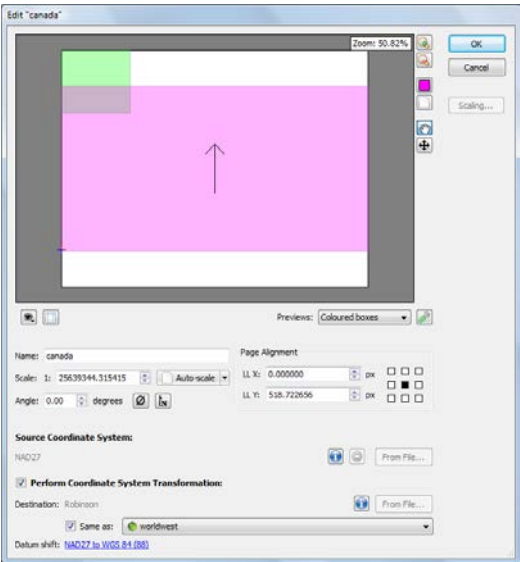 Edit "canada"
Zoom: 50.82%
OK
Cancel
Scaling...
Previews: Coloured boxes
Name: canada
Page Alignment
Scale: 1: 25639344.315415 Auto-scale
LL X: 0.000000 px
Angle: 0.00 degrees
LL Y: 518.722656 px
Source Coordinate System:
NAD27 From File...
Perform Coordinate System Transformation:
Destination: Robinson From File...
Same as: worldwest
Datum shift: NAD27 to WGS 84 (88)